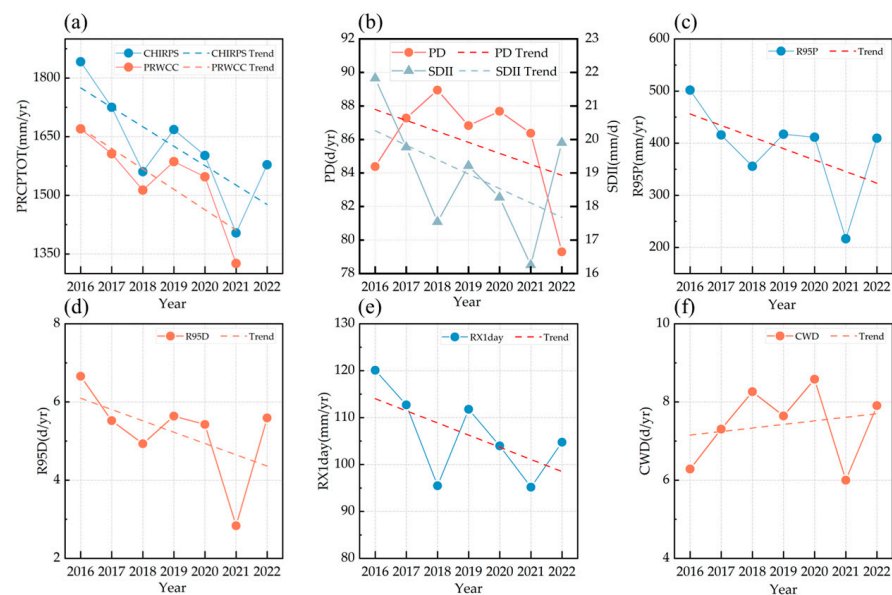 (a)
CHIRPS CHIRPS Trend
PRWCC PRWCC Trend
PRCPTOT(mm/yr)
1800
1650
1500
1350
2016 2017 2018 2019 2020 2021 2022
Year
(b)
PD PD Trend
SDII SDII Trend
PD(d/yr)
92
90
88
86
84
82
80
78
SDII(mm/d)
23
22
21
20
19
18
17
16
2016 2017 2018 2019 2020 2021 2022
Year
(c)
R95P Trend
R95P(mm/yr)
600
500
400
300
200
2016 2017 2018 2019 2020 2021 2022
Year
(d)
R95D Trend
R95D(d/yr)
8
6
4
2
2016 2017 2018 2019 2020 2021 2022
Year
(e)
RX1day Trend
RX1day(mm/yr)
130
120
110
100
90
80
2016 2017 2018 2019 2020 2021 2022
Year
(f)
CWD Trend
CWD(d/yr)
10
8
6
4
2016 2017 2018 2019 2020 2021 2022
Year